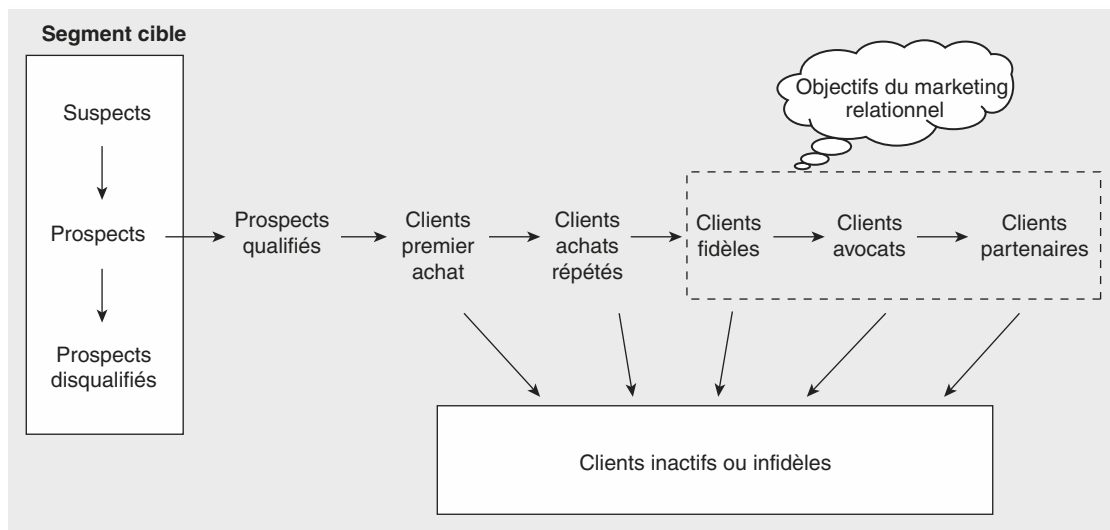 Segment cible
Suspects
Prospects
Prospects
disqualifiés
Prospects
qualifiés
Clients
premier
achat
Clients
achats
répétés
Objectifs du marketing
relationnel
Clients
fidèles
Clients
avocats
Clients
partenaires
Clients inactifs ou infidèles